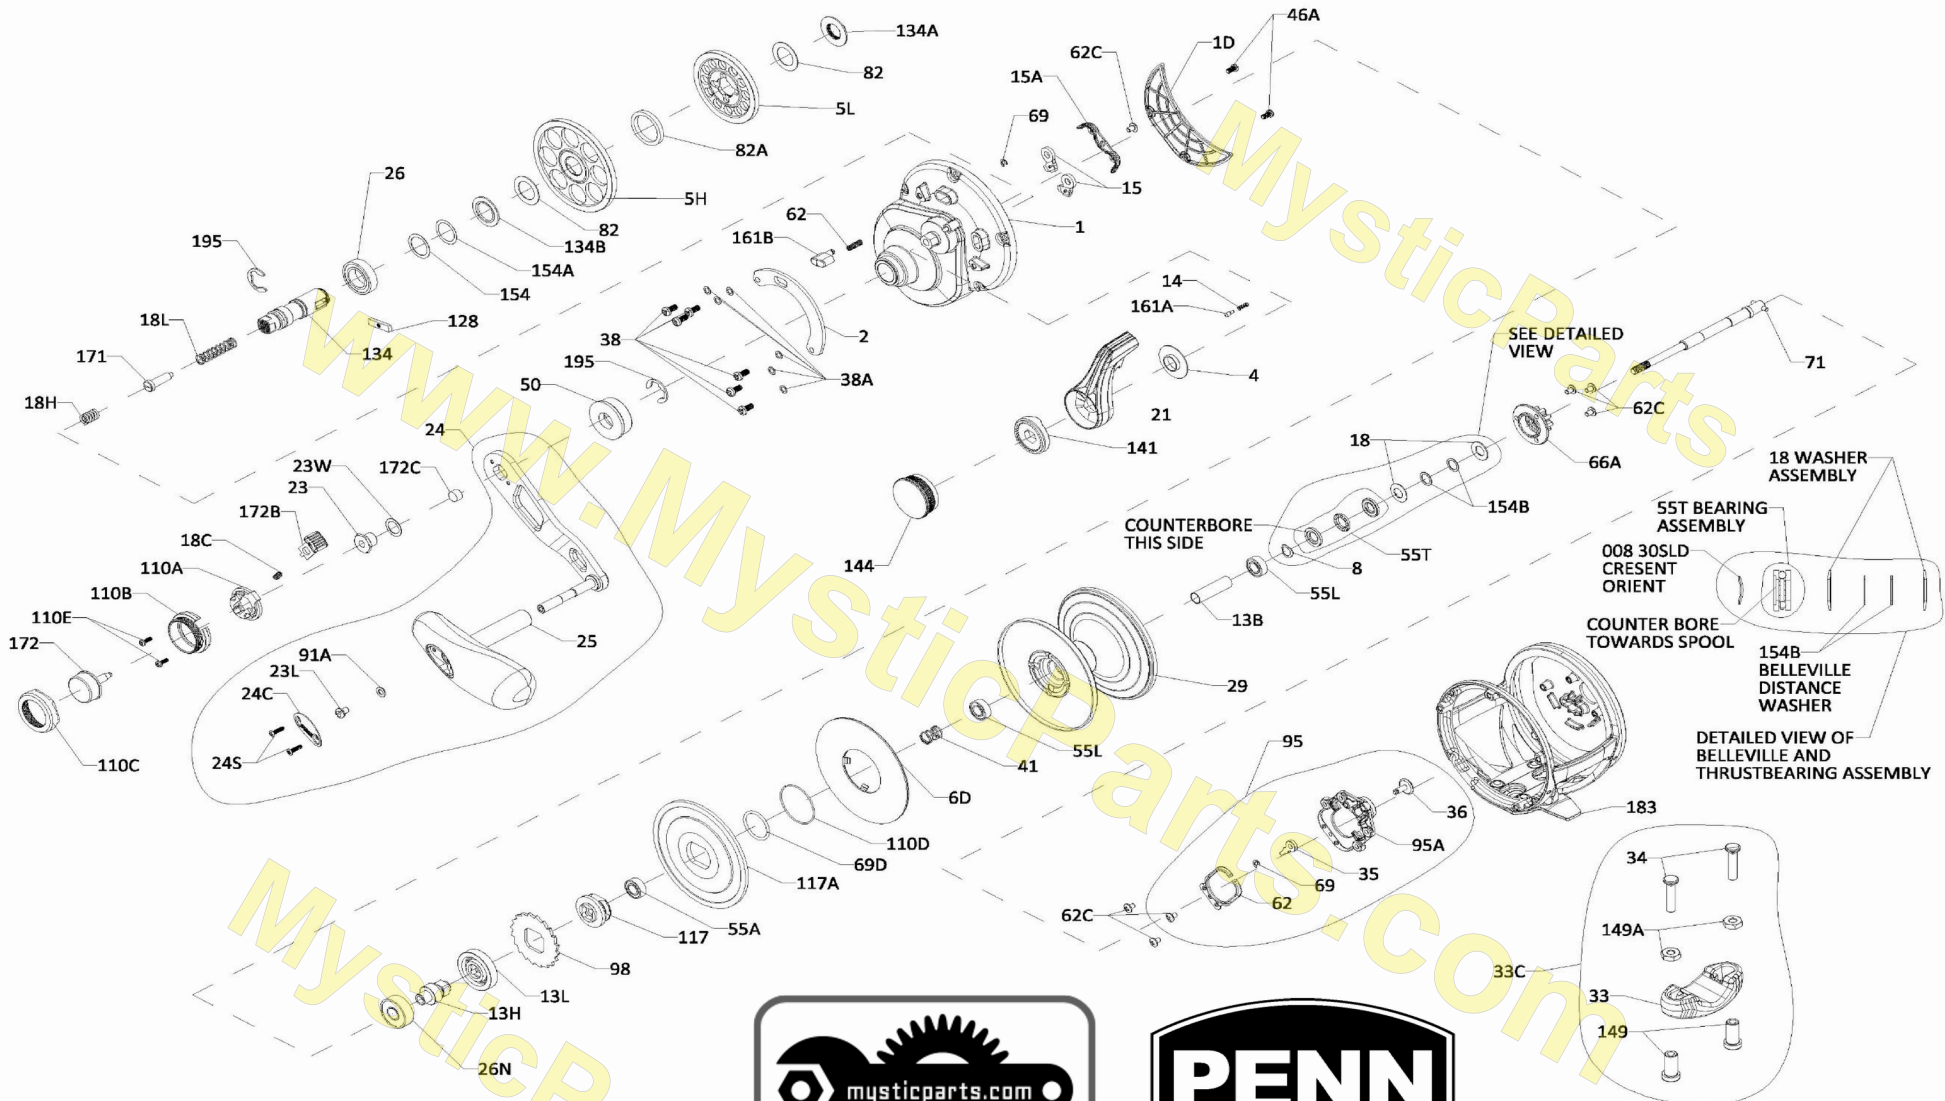 134A
46A
82
62C
1D
15A
5L
69
82A
26
15
5H
62
1
82
161B
134B
195
154A
14
154
161A
18L
128
2
SEE DETAILED
VIEW
171
134
38
195
71
38A
4
50
18H
62C
24
21
18
141
66A
23W
172C
18 WASHER
ASSEMBLY
23
154B
172B
55T BEARING
ASSEMBLY
COUNTERBORE
THIS SIDE
18C
55T
008 30SLD
CRESENT
ORIENT
144
8
110A
55L
110B
110E
13B
COUNTER BORE
TOWARDS SPOOL
25
172
154B
BELLEVILLE
DISTANCE
WASHER
91A
23L
29
24C
95
DETAILED VIEW OF
BELLEVILLE AND
THRUSTBEARING ASSEMBLY
55L
110C
24S
41
6D
36
183
110D
95A
69D
34
35
117A
69
62
62C
55A
149A
117
98
33C
13L
33
13H
149
26N
www.MysticParts.com
MysticParts
MysticP
mysticparts.com
PENN